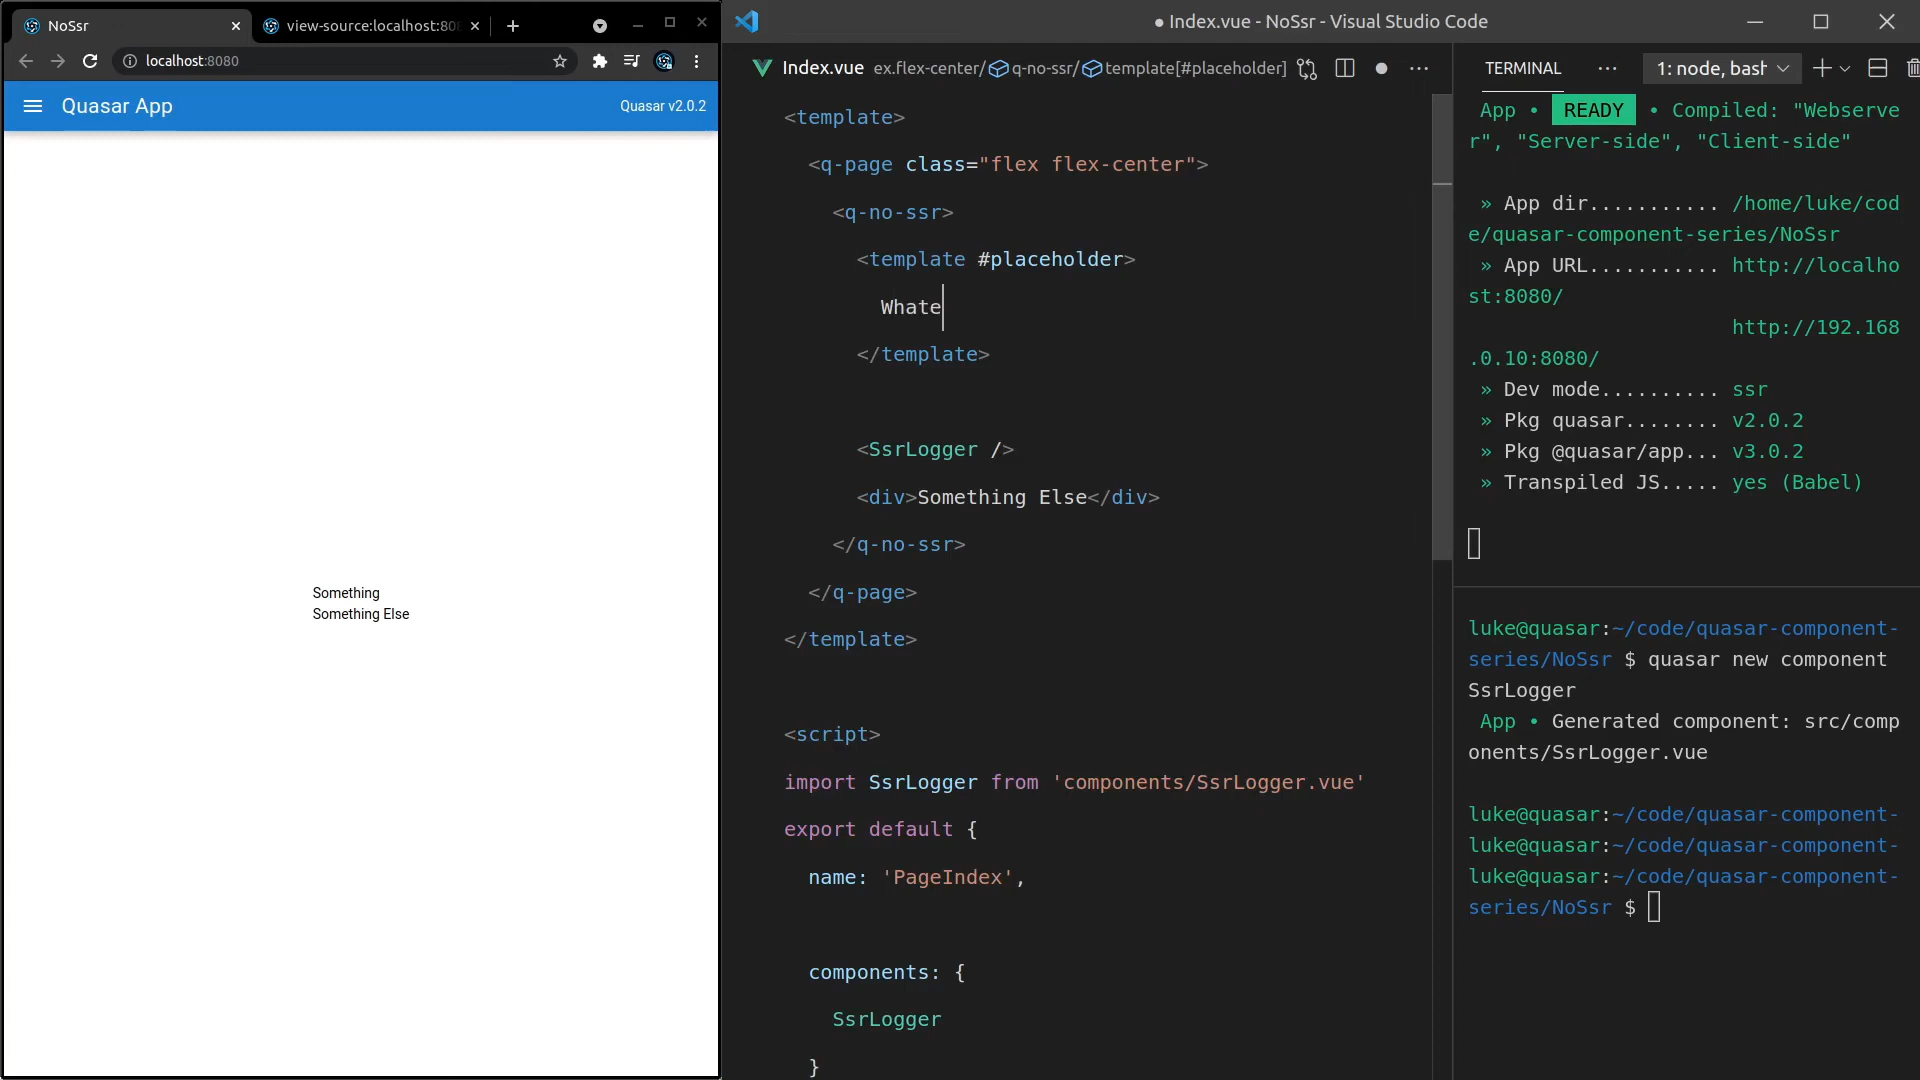 NoSsr
view-source:localhost:808
localhost:8080
Quasar App
Quasar v2.0.2
Something
Something Else
● Index.vue - NoSsr - Visual Studio Code
Index.vue ex.flex-center/ q-no-ssr/ template[#placeholder]
<template>
<q-page class="flex flex-center">
<q-no-ssr>
<template #placeholder>
Whate
</template>
<SsrLogger />
<div>Something Else</div>
</q-no-ssr>
</q-page>
</template>
<script>
import SsrLogger from 'components/SsrLogger.vue'
export default {
name: 'PageIndex',
components: {
SsrLogger
}
TERMINAL
1: node, bash
App • READY • Compiled: "Webserve
r", "Server-side", "Client-side"
» App dir........... /home/luke/cod
e/quasar-component-series/NoSsr
» App URL........... http://localho
st:8080/
http://192.168
.0.10:8080/
» Dev mode.......... ssr
» Pkg quasar........ v2.0.2
» Pkg @quasar/app... v3.0.2
» Transpiled JS..... yes (Babel)
luke@quasar:~/code/quasar-component-
series/NoSsr $ quasar new component
SsrLogger
App • Generated component: src/comp
onents/SsrLogger.vue
luke@quasar:~/code/quasar-component-
luke@quasar:~/code/quasar-component-
luke@quasar:~/code/quasar-component-
series/NoSsr $